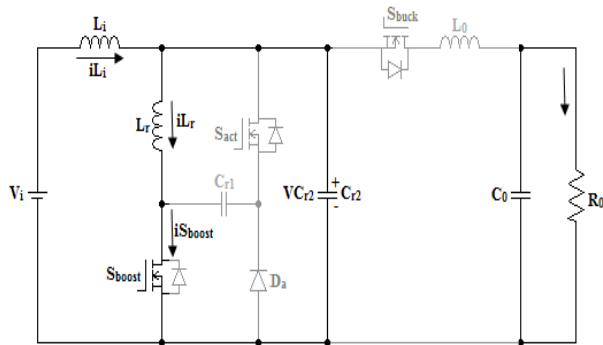 Li
iLi
Sbuck
L0
Lr
iLr
Sact
Cr1
Vi
VCr2
+
-
Cr2
C0
R0
iSboost
Sboost
Da